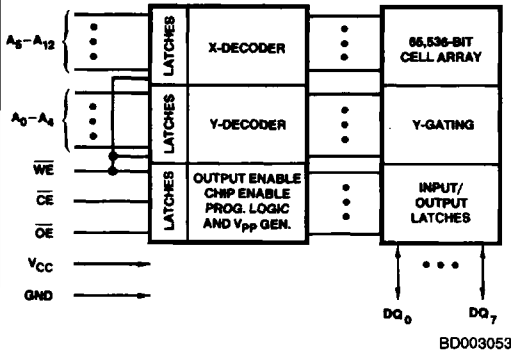 A5–A12
LATCHES
X-DECODER
65,536-BIT
CELL ARRAY
A0–A4
LATCHES
Y-DECODER
Y-GATING
WE
CE
OE
LATCHES
OUTPUT ENABLE
CHIP ENABLE
PROG. LOGIC
AND VPP GEN.
INPUT/
OUTPUT
LATCHES
VCC
GND
DQ0
DQ7
BD003053